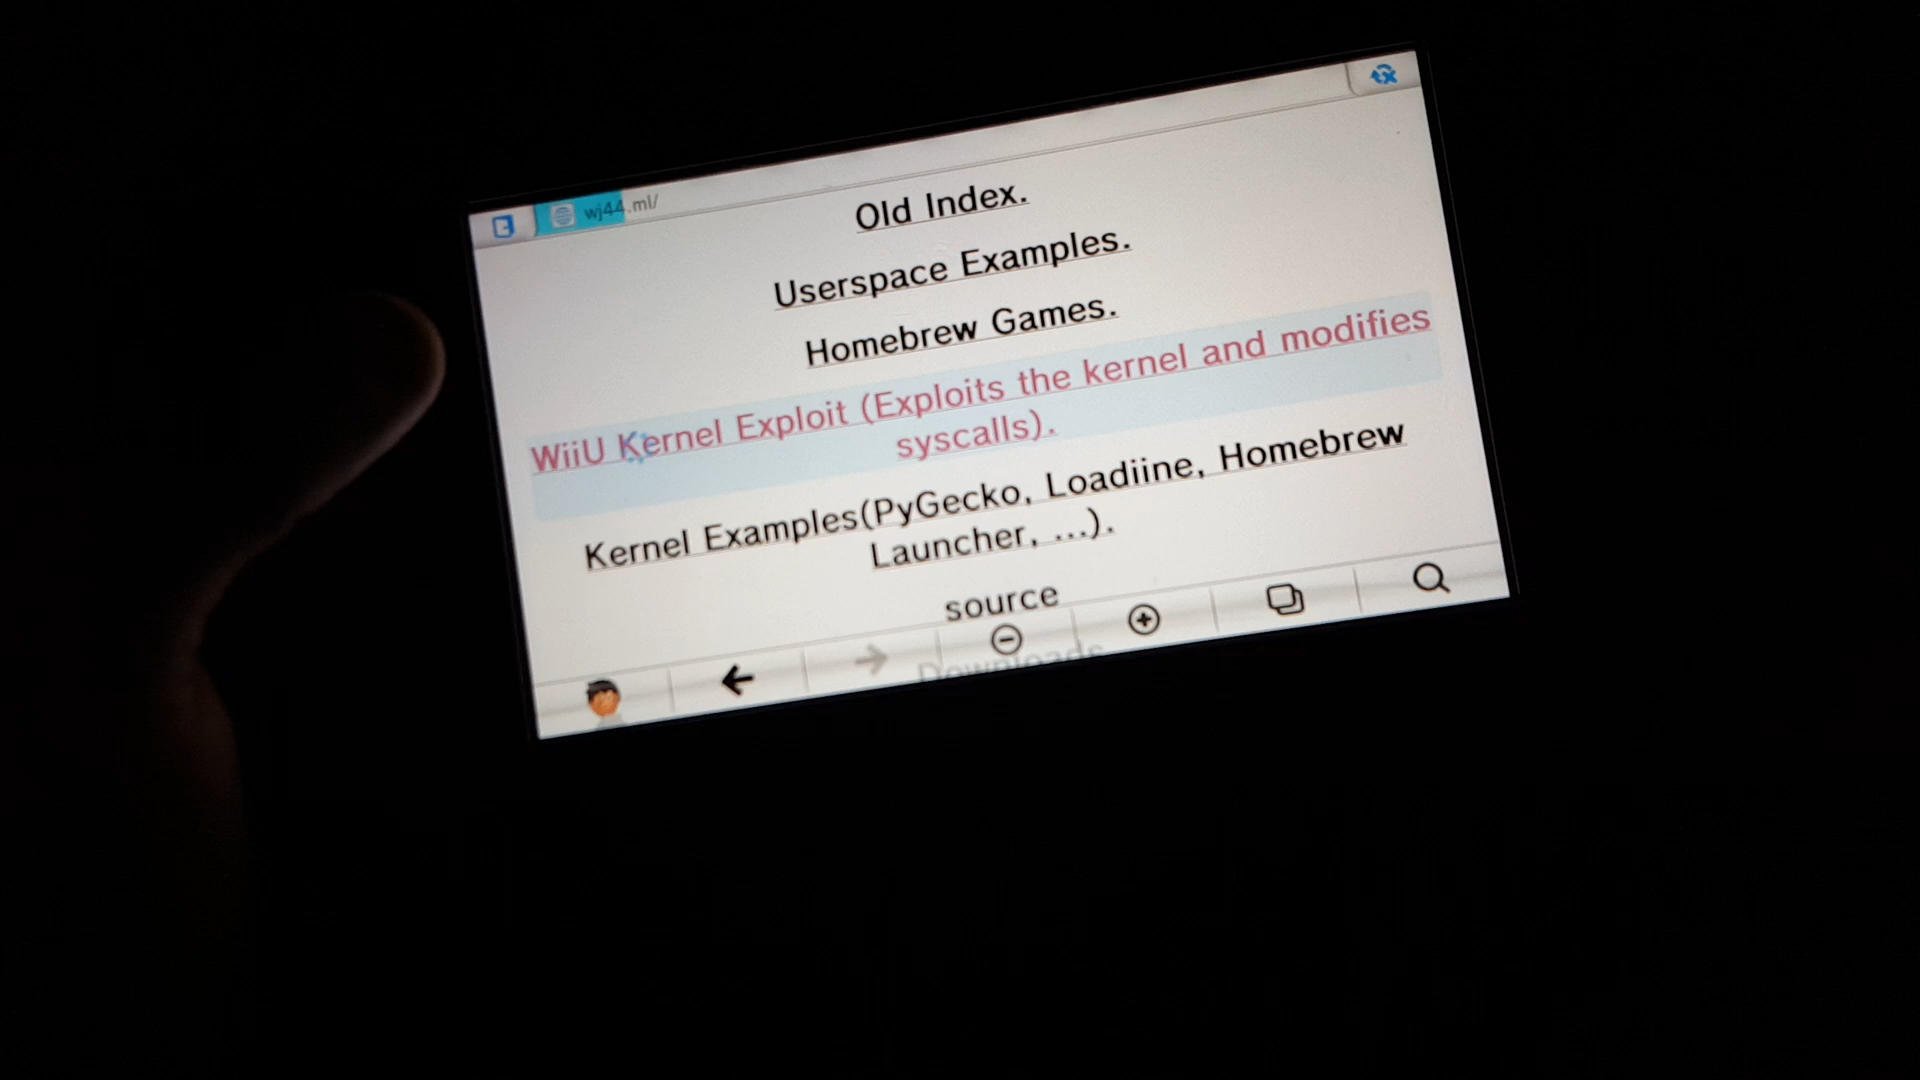 wj44.ml/
Old Index.
Userspace Examples.
Homebrew Games.
WiiU Kernel Exploit (Exploits the kernel and modifies
syscalls).
Kernel Examples(PyGecko, Loadiine, Homebrew
Launcher, ...).
source
Downloads